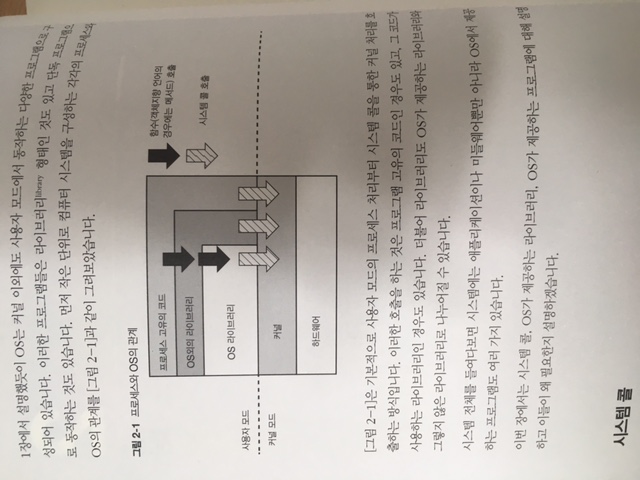 1장에서 설명했듯이 OS는 커널 이외에도 사용자 모드에서 동작하는 다양한 프로그램으로 구
성되어 있습니다. 이러한 프로그램들은 라이브러리library 형태인 것도 있고 단독 프로그램으
로 동작하는 것도 있습니다. 먼저 작은 단위로 컴퓨터 시스템을 구성하는 각각의 프로세스와
OS의 관계를 [그림 2-1]과 같이 그려보았습니다.
그림 2-1 프로세스와 OS의 관계
프로세스 고유의 코드
OS외의 라이브러리
OS 라이브러리
사용자 모드
커널 모드
커널
하드웨어
함수(객체지향 언어의
경우에는 메서드) 호출
시스템 콜 호출
[그림 2-1]은 기본적으로 사용자 모드의 프로세스 처리부터 시스템 콜을 통한 커널 처리를 호
출하는 방식입니다. 이러한 호출을 하는 것은 프로그램 고유의 코드인 경우도 있고, 그 코드가
사용하는 라이브러리인 경우도 있습니다. 더불어 라이브러리도 OS가 제공하는 라이브러리와
그렇지 않은 라이브러리로 나누어질 수 있습니다.
시스템 전체를 들여다보면 시스템에는 애플리케이션이나 미들웨어뿐만 아니라 OS에서 제공
하는 프로그램도 여러 가지 있습니다.
이번 장에서는 시스템 콜, OS가 제공하는 라이브러리, OS가 제공하는 프로그램에 대해 설명
하고 이들이 왜 필요한지 설명하겠습니다.
시스템 콜